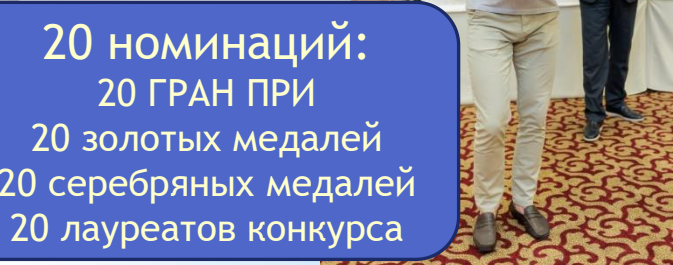 20 номинаций:
20 ГРАН ПРИ
20 золотых медалей
20 серебряных медалей
20 лауреатов конкурса